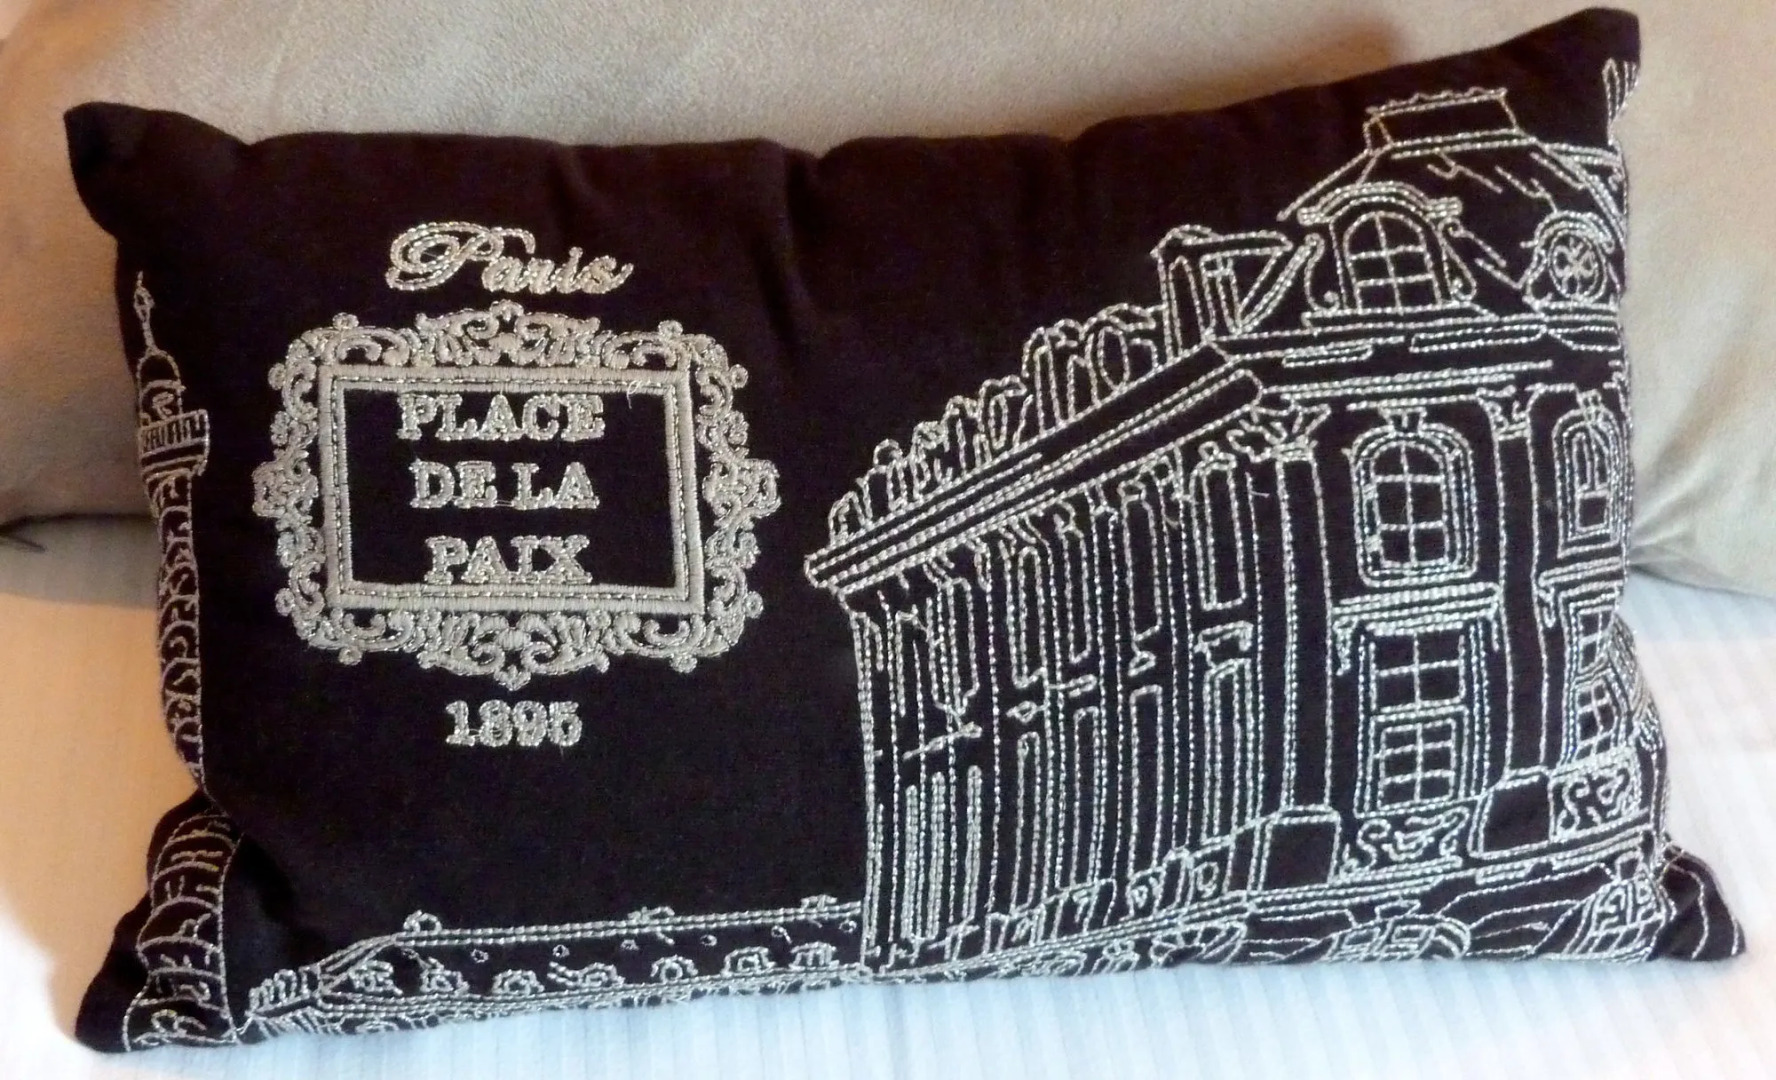 Paris
PLACE
DE LA
PAIX
1895